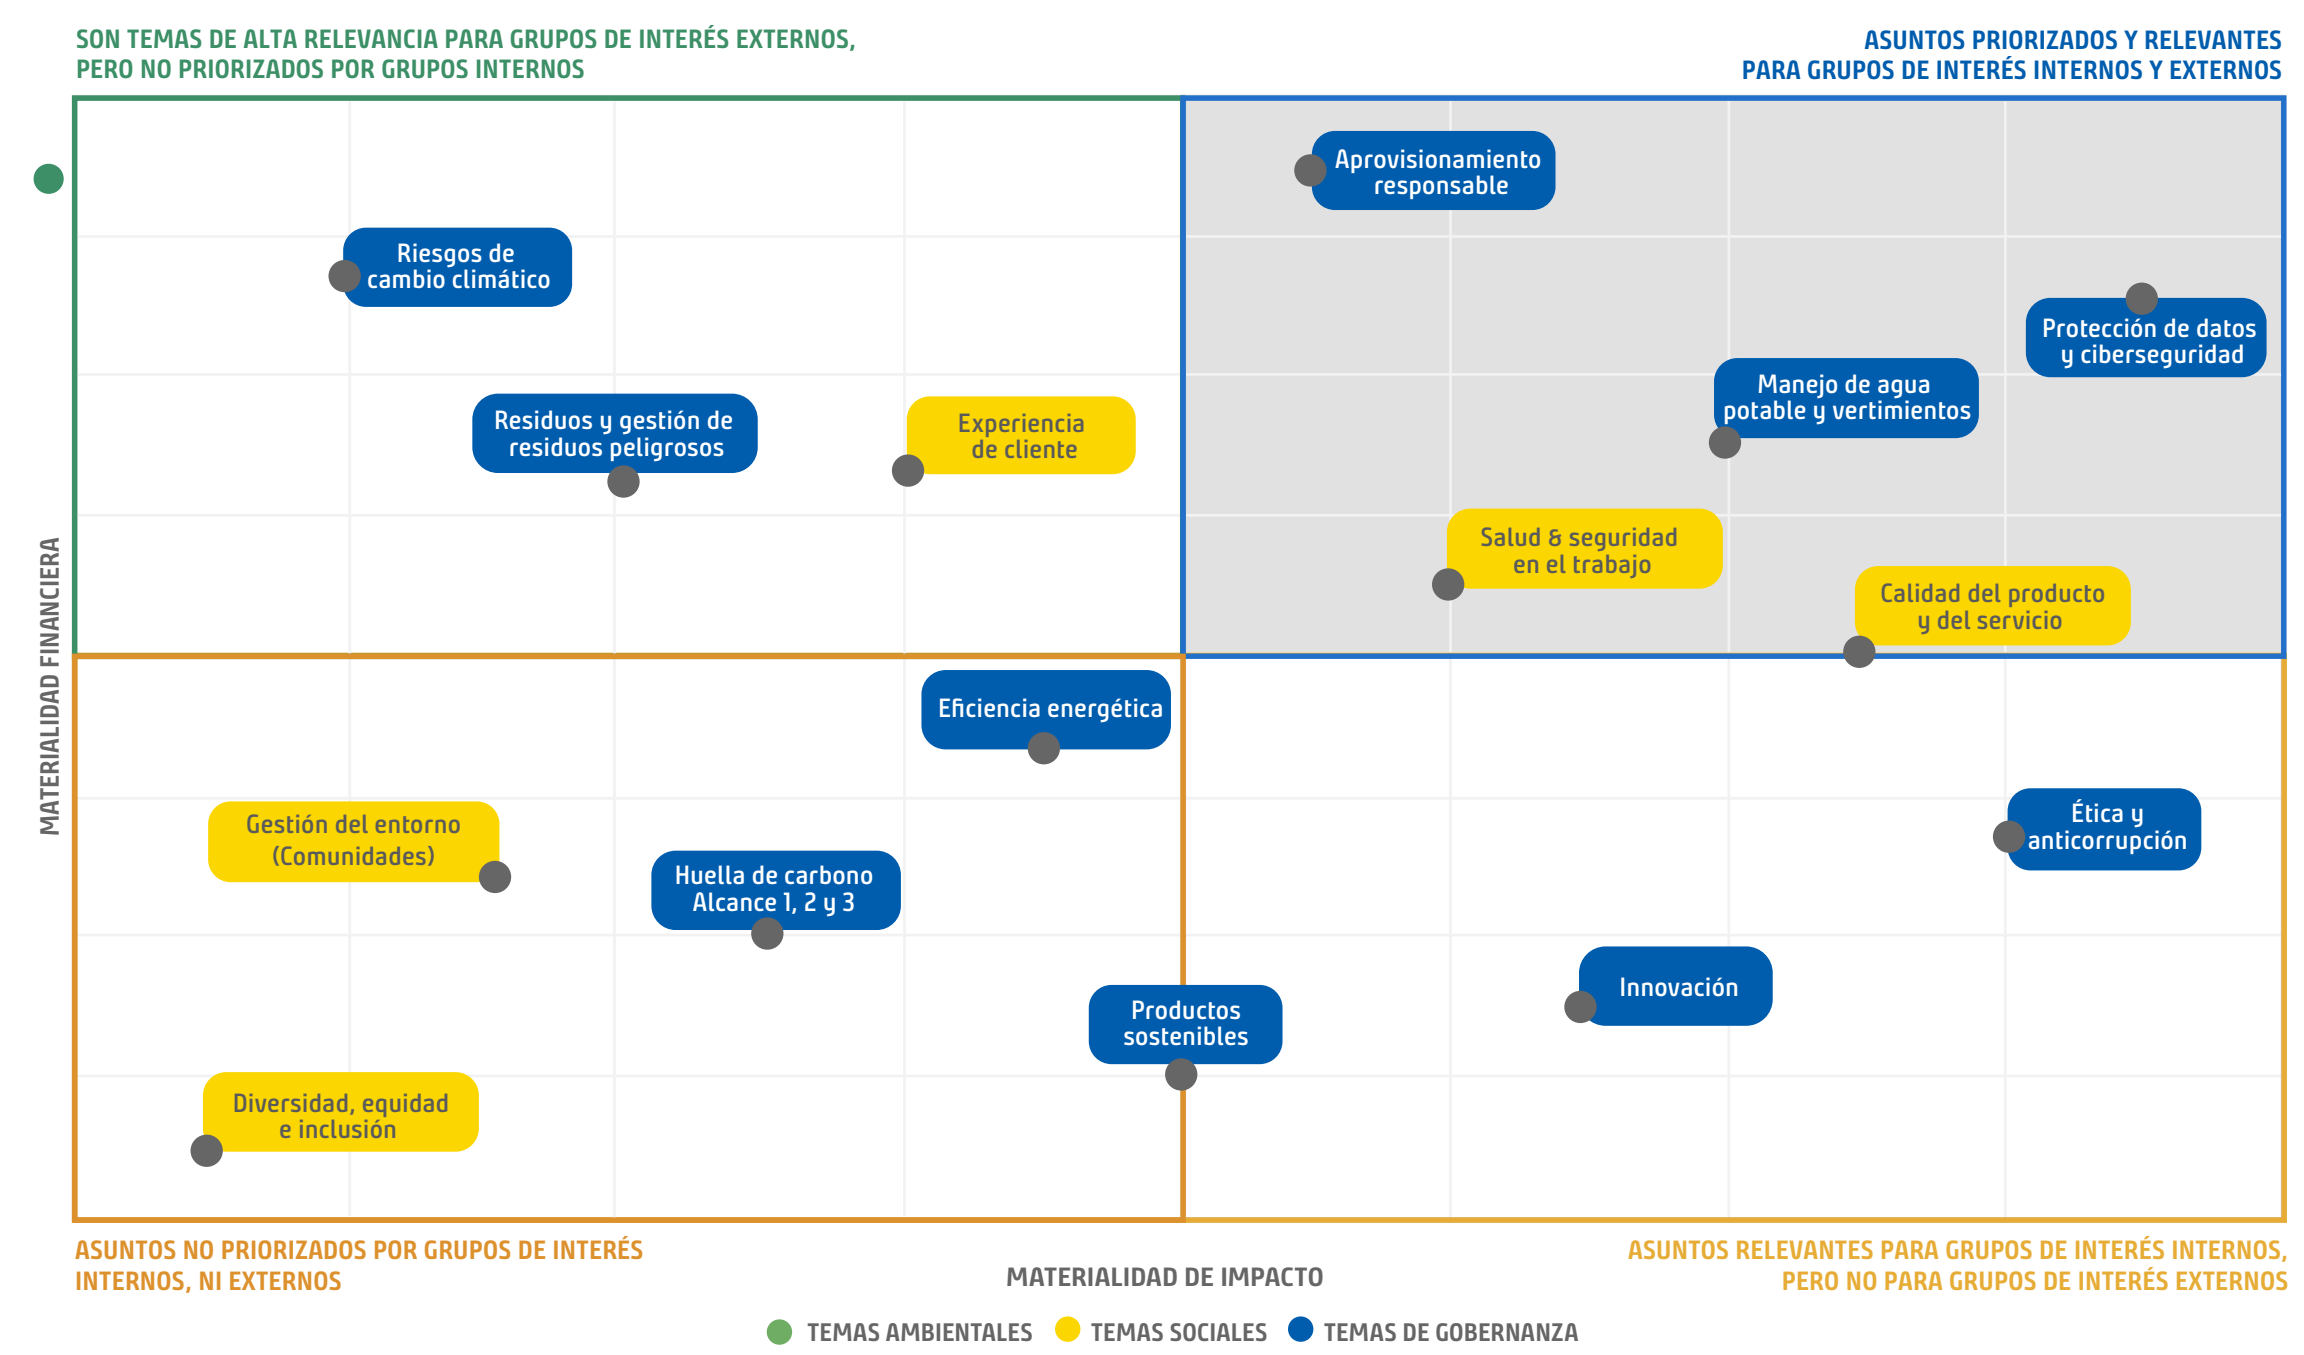 SON TEMAS DE ALTA RELEVANCIA PARA GRUPOS DE INTERÉS EXTERNOS,
PERO NO PRIORIZADOS POR GRUPOS INTERNOS
ASUNTOS PRIORIZADOS Y RELEVANTES
PARA GRUPOS DE INTERÉS INTERNOS Y EXTERNOS
Aprovisionamiento
responsable
Riesgos de
cambio climático
Protección de datos
y ciberseguridad
Manejo de agua
potable y vertimientos
Residuos y gestión de
residuos peligrosos
Experiencia
de cliente
Salud & seguridad
en el trabajo
Calidad del producto
y del servicio
MATERIALIDAD FINANCIERA
Eficiencia energética
Gestión del entorno
(Comunidades)
Ética y
anticorrupción
Huella de carbono
Alcance 1, 2 y 3
Innovación
Productos
sostenibles
Diversidad, equidad
e inclusión
ASUNTOS NO PRIORIZADOS POR GRUPOS DE INTERÉS
INTERNOS, NI EXTERNOS
MATERIALIDAD DE IMPACTO
ASUNTOS RELEVANTES PARA GRUPOS DE INTERÉS INTERNOS,
PERO NO PARA GRUPOS DE INTERÉS EXTERNOS
TEMAS AMBIENTALES
TEMAS SOCIALES
TEMAS DE GOBERNANZA